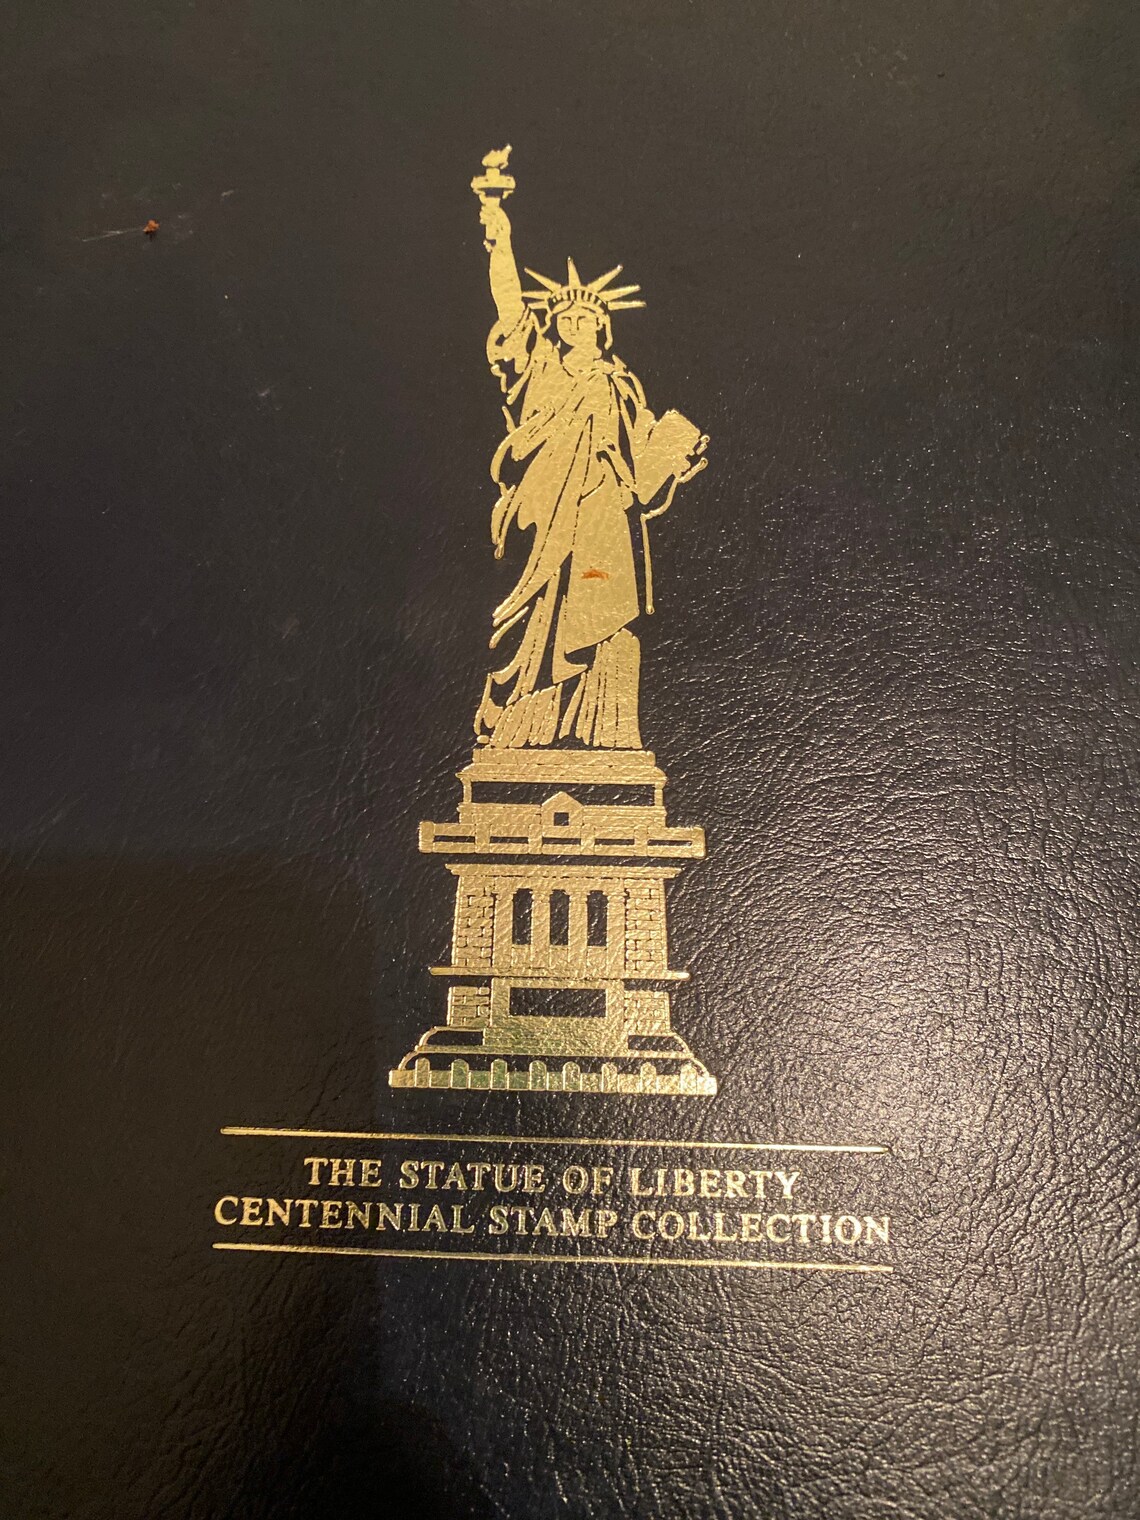 THE STATUE OF LIBERTY
CENTENNIAL STAMP COLLECTION